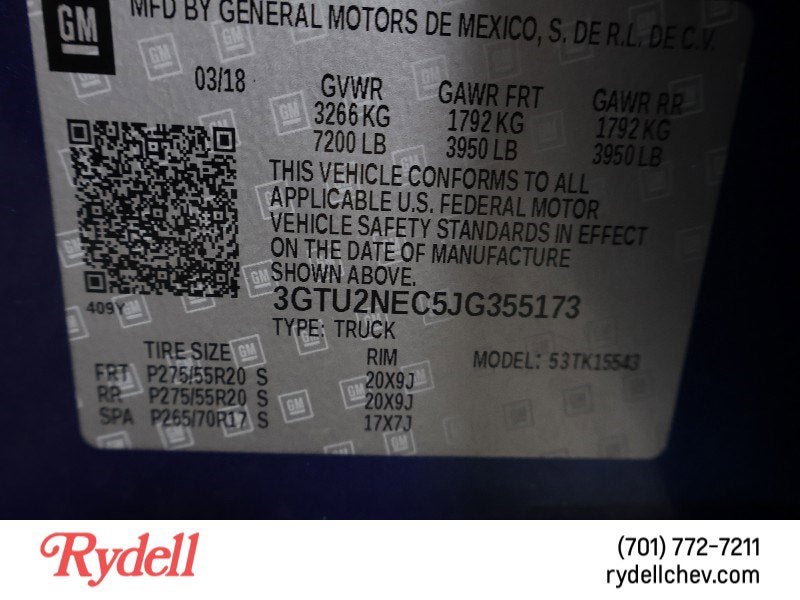 GM
MFD BY GENERAL MOTORS DE MEXICO, S. DE R.L. DE C.V.
03/18 GVWR GAWR FRT GAWR RR
3266 KG 1792 KG 1792 KG
7200 LB 3950 LB 3950 LB
THIS VEHICLE CONFORMS TO ALL
APPLICABLE U.S. FEDERAL MOTOR
VEHICLE SAFETY STANDARDS IN EFFECT
ON THE DATE OF MANUFACTURE
SHOWN ABOVE.
409Y
3GTU2NEC5JG355173
TYPE: TRUCK
TIRE SIZE RIM MODEL: 53TK15543
FRT P275/55R20 S 20X9J
RR P275/55R20 S 20X9J
SPA P265/70R17 S 17X7J
Rydell
(701) 772-7211
rydellchev.com